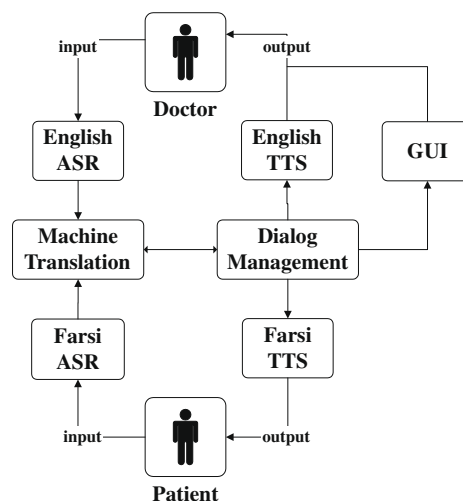 input
output
Doctor
English
ASR
English
TTS
GUI
Machine
Translation
Dialog
Management
Farsi
ASR
Farsi
TTS
input
output
Patient